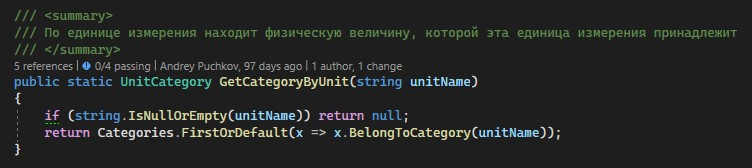 /// <summary>
/// По единице измерения находит физическую величину, которой эта единица измерения принадлежит
/// </summary>
5 references | 0/4 passing | Andrey Puchkov, 97 days ago | 1 author, 1 change
public static UnitCategory GetCategoryByUnit(string unitName)
{
    if (string.IsNullOrEmpty(unitName)) return null;
    return Categories.FirstOrDefault(x => x.BelongToCategory(unitName));
}